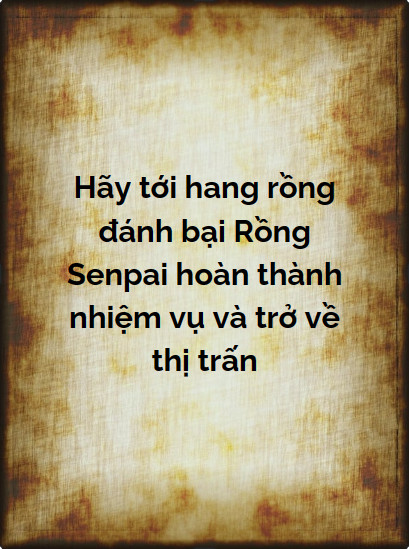 Hãy tới hang rồng
đánh bại Rồng
Senpai hoàn thành
nhiệm vụ và trở về
thị trấn